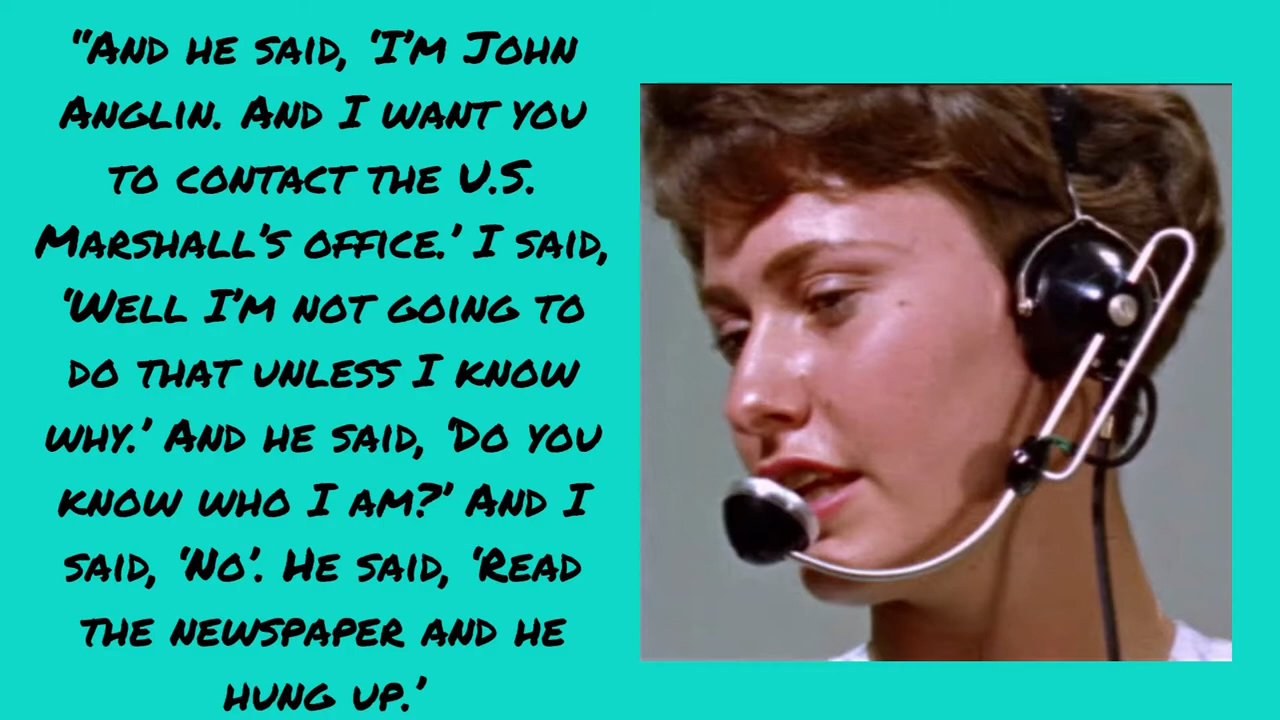 "And he said, 'I'm John
Anglin. And I want you
to contact the U.S.
Marshall's office.' I said,
'Well I'm not going to
do that unless I know
why.' And he said, 'Do you
know who I am?' And I
said, 'No'. He said, 'Read
the newspaper and he
hung up.'